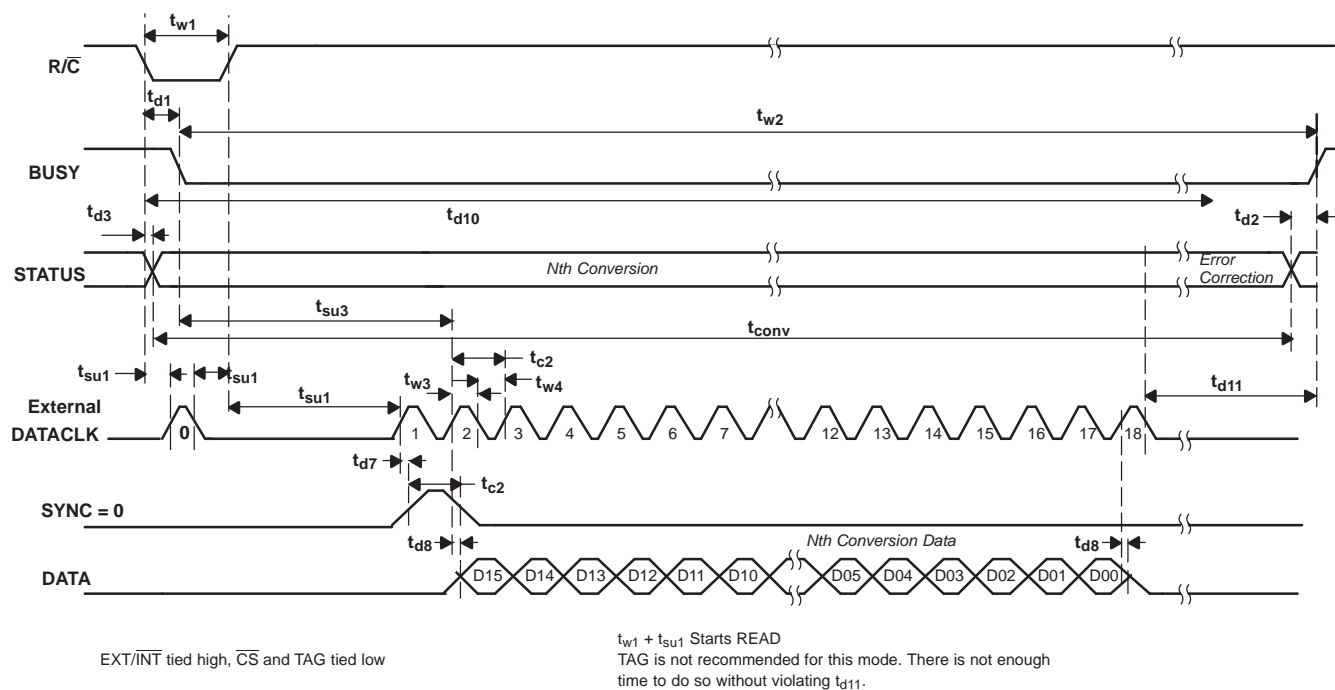 tw1
R/C
td1
tw2
BUSY
td3
td10
td2
STATUS
Nth Conversion
Error
Correction
tsu3
tconv
tc2
tsu1
tsu1
tw3
tw4
tsu1
td11
External
DATACLK
0 1 2 3 4 5 6 7 12 13 14 15 16 17 18
td7
tc2
SYNC = 0
td8
Nth Conversion Data
td8
DATA
D15 D14 D13 D12 D11 D10 D05 D04 D03 D02 D01 D00
EXT/INT tied high, CS and TAG tied low
tw1 + tsu1 Starts READ
TAG is not recommended for this mode. There is not enough
time to do so without violating td11.